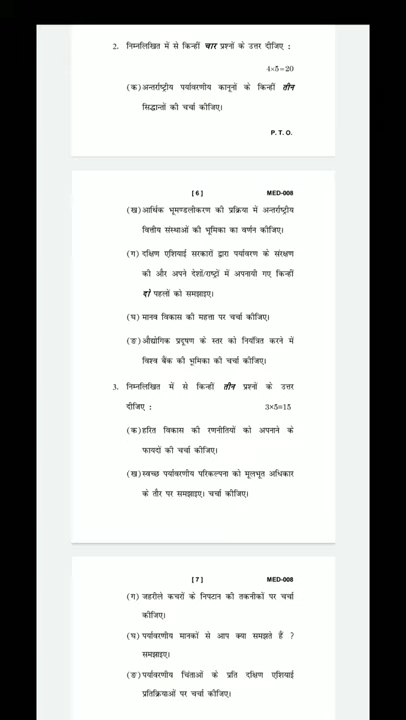 2. निम्नलिखित में से किन्हीं चार प्रश्नों के उत्तर दीजिए :
4×5=20
(क) अन्तर्राष्ट्रीय पर्यावरणीय कानूनों के किन्हीं तीन
सिद्धान्तों की चर्चा कीजिए।
P. T. O.
[ 6 ] MED-008
(ख) आर्थिक भूमण्डलीकरण की प्रक्रिया में अन्तर्राष्ट्रीय
वित्तीय संस्थाओं की भूमिका का वर्णन कीजिए।
(ग) दक्षिण एशियाई सरकारों द्वारा पर्यावरण के संरक्षण
की और अपने देशों/राष्ट्रों में अपनायी गए किन्हीं
दो पहलों को समझाइए।
(घ) मानव विकास की महत्ता पर चर्चा कीजिए।
(ङ) औद्योगिक प्रदूषण के स्तर को नियंत्रित करने में
विश्व बैंक की भूमिका की चर्चा कीजिए।
3. निम्नलिखित में से किन्हीं तीन प्रश्नों के उत्तर
दीजिए : 3×5=15
(क) हरित विकास की रणनीतियों को अपनाने के
फायदों की चर्चा कीजिए।
(ख) स्वच्छ पर्यावरणीय परिकल्पना को मूलभूत अधिकार
के तौर पर समझाइए। चर्चा कीजिए।
[ 7 ] MED-008
(ग) जहरीले कचरों के निपटान की तकनीकों पर चर्चा
कीजिए।
(घ) पर्यावरणीय मानकों से आप क्या समझते हैं ?
समझाइए।
(ङ) पर्यावरणीय चिंताओं के प्रति दक्षिण एशियाई
प्रतिक्रियाओं पर चर्चा कीजिए।